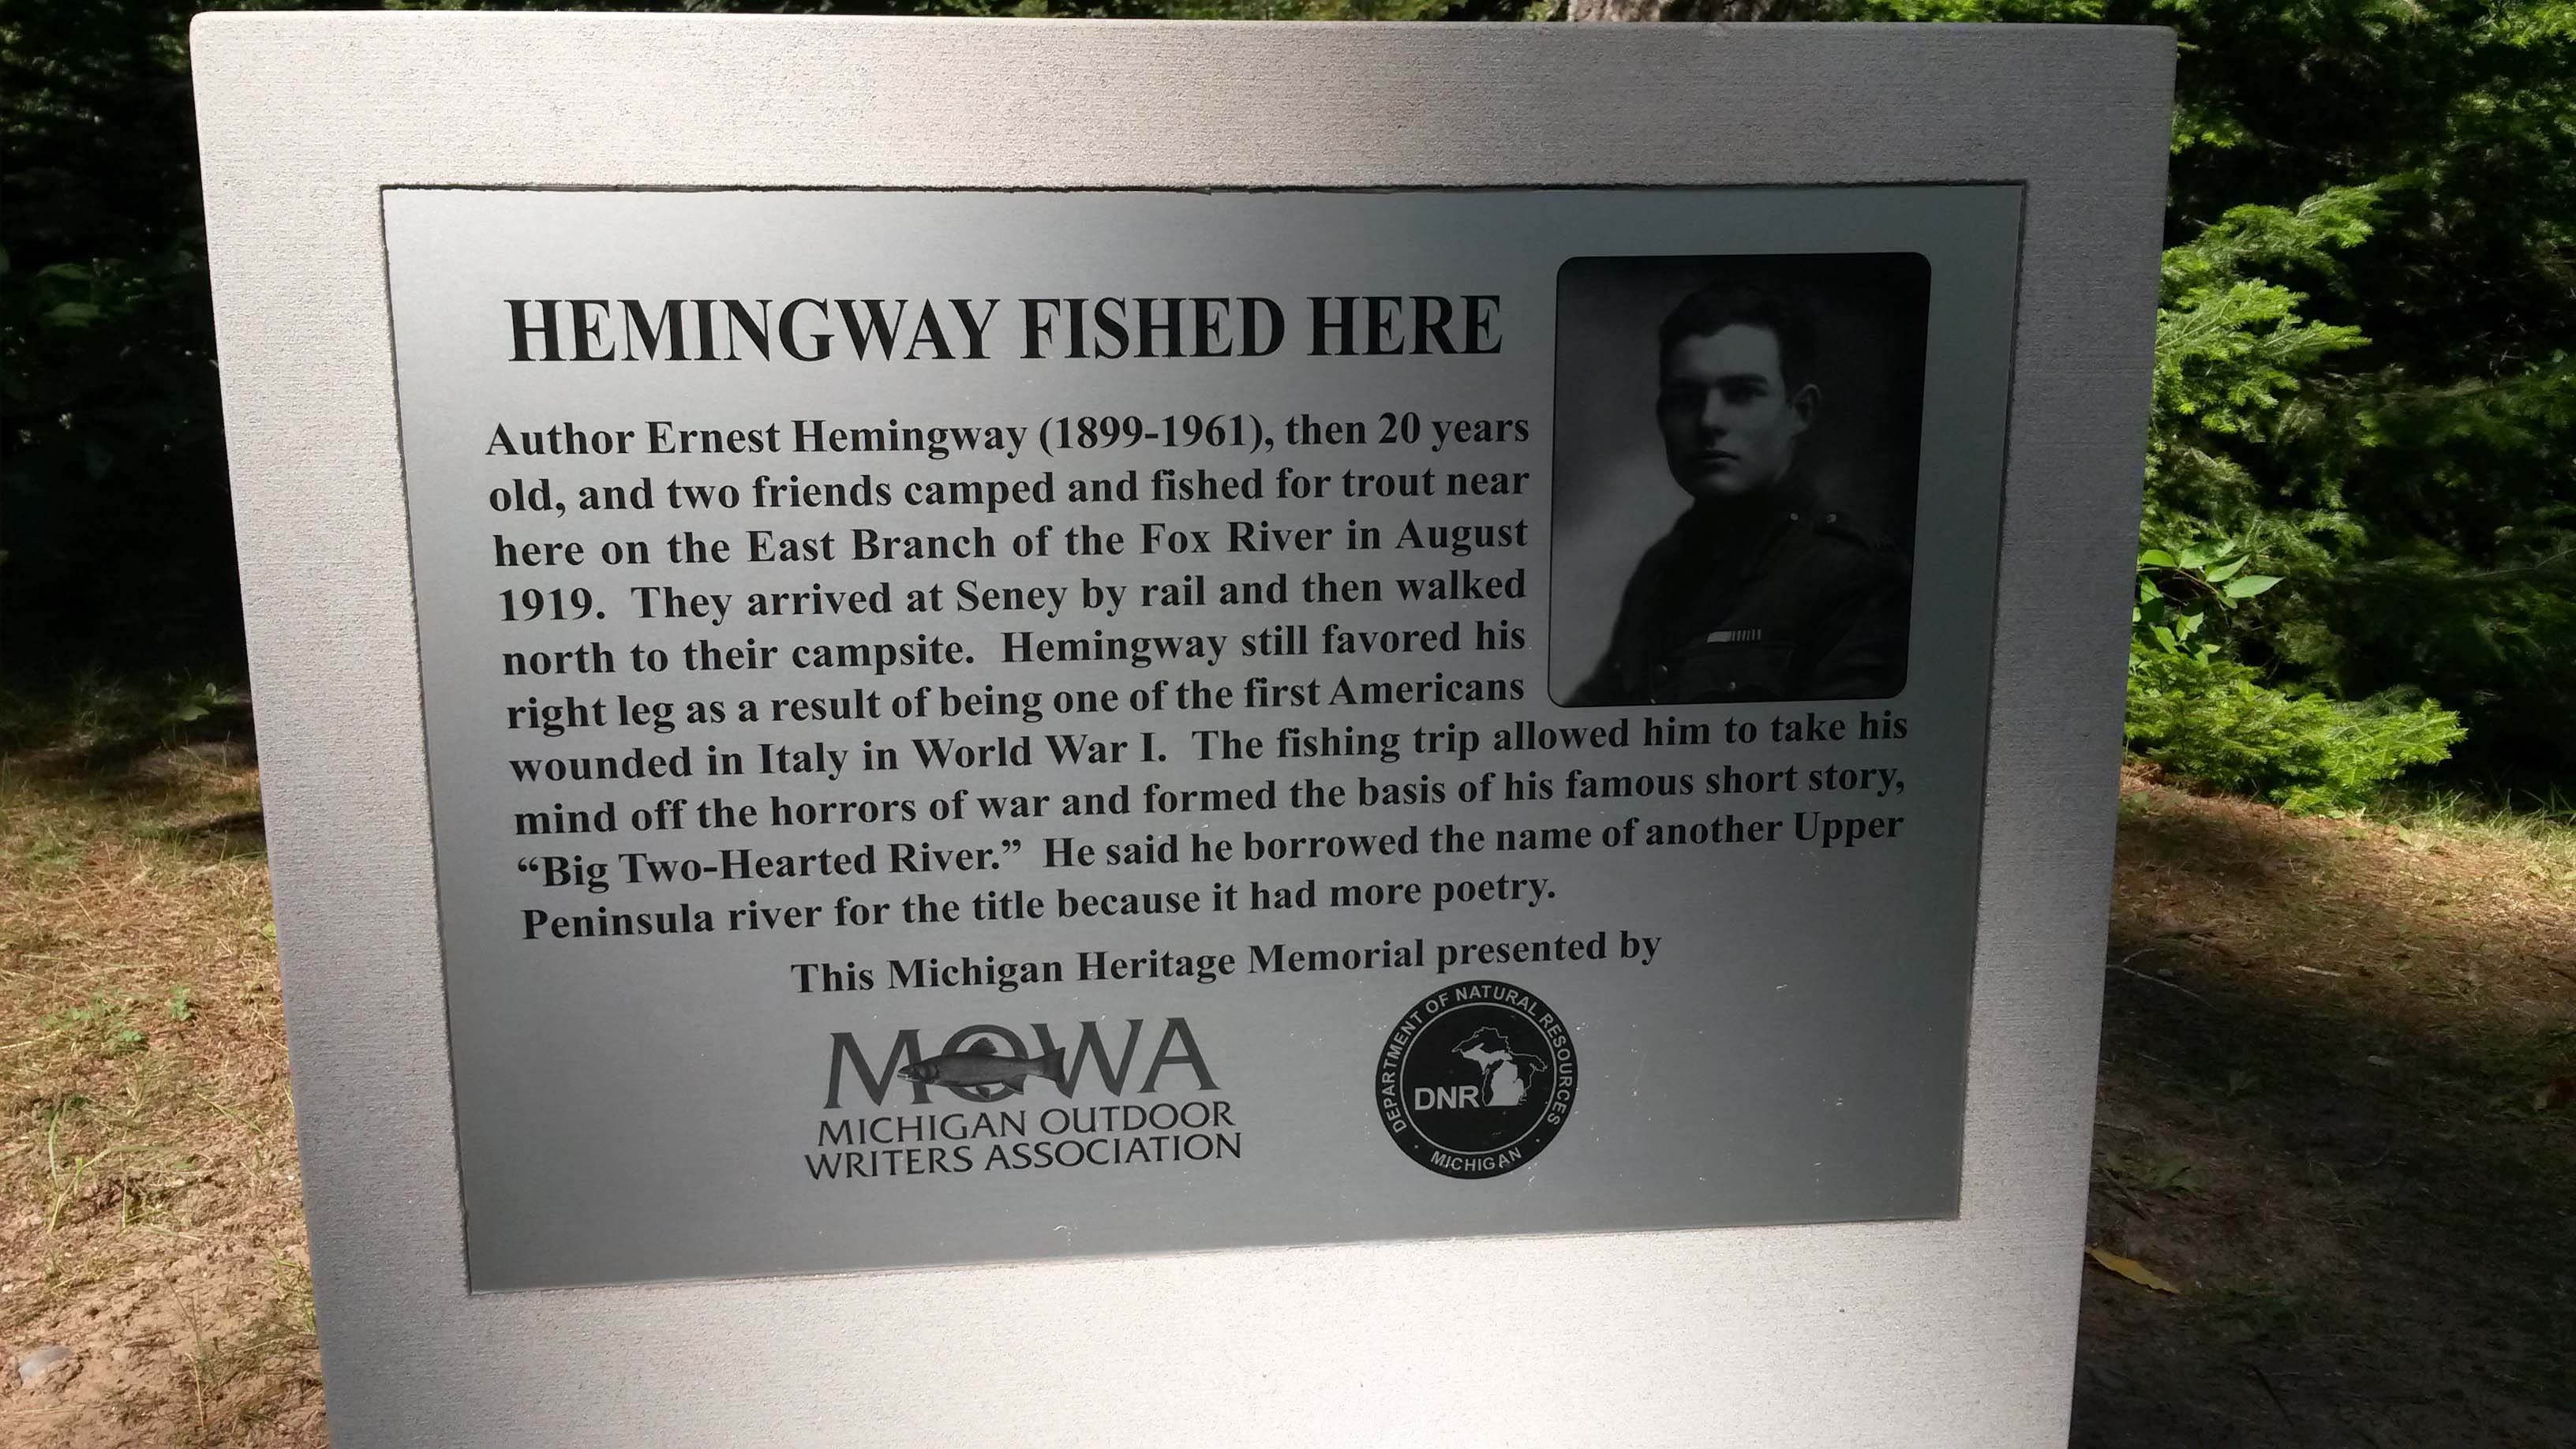 HEMINGWAY FISHED HERE
Author Ernest Hemingway (1899-1961), then 20 years
old, and two friends camped and fished for trout near
here on the East Branch of the Fox River in August
1919. They arrived at Seney by rail and then walked
north to their campsite. Hemingway still favored his
right leg as a result of being one of the first Americans
wounded in Italy in World War I. The fishing trip allowed him to take his
mind off the horrors of war and formed the basis of his famous short story,
“Big Two-Hearted River.” He said he borrowed the name of another Upper
Peninsula river for the title because it had more poetry.
This Michigan Heritage Memorial presented by
MOWA
MICHIGAN OUTDOOR
WRITERS ASSOCIATION
DEPARTMENT OF NATURAL RESOURCES
DNR
MICHIGAN